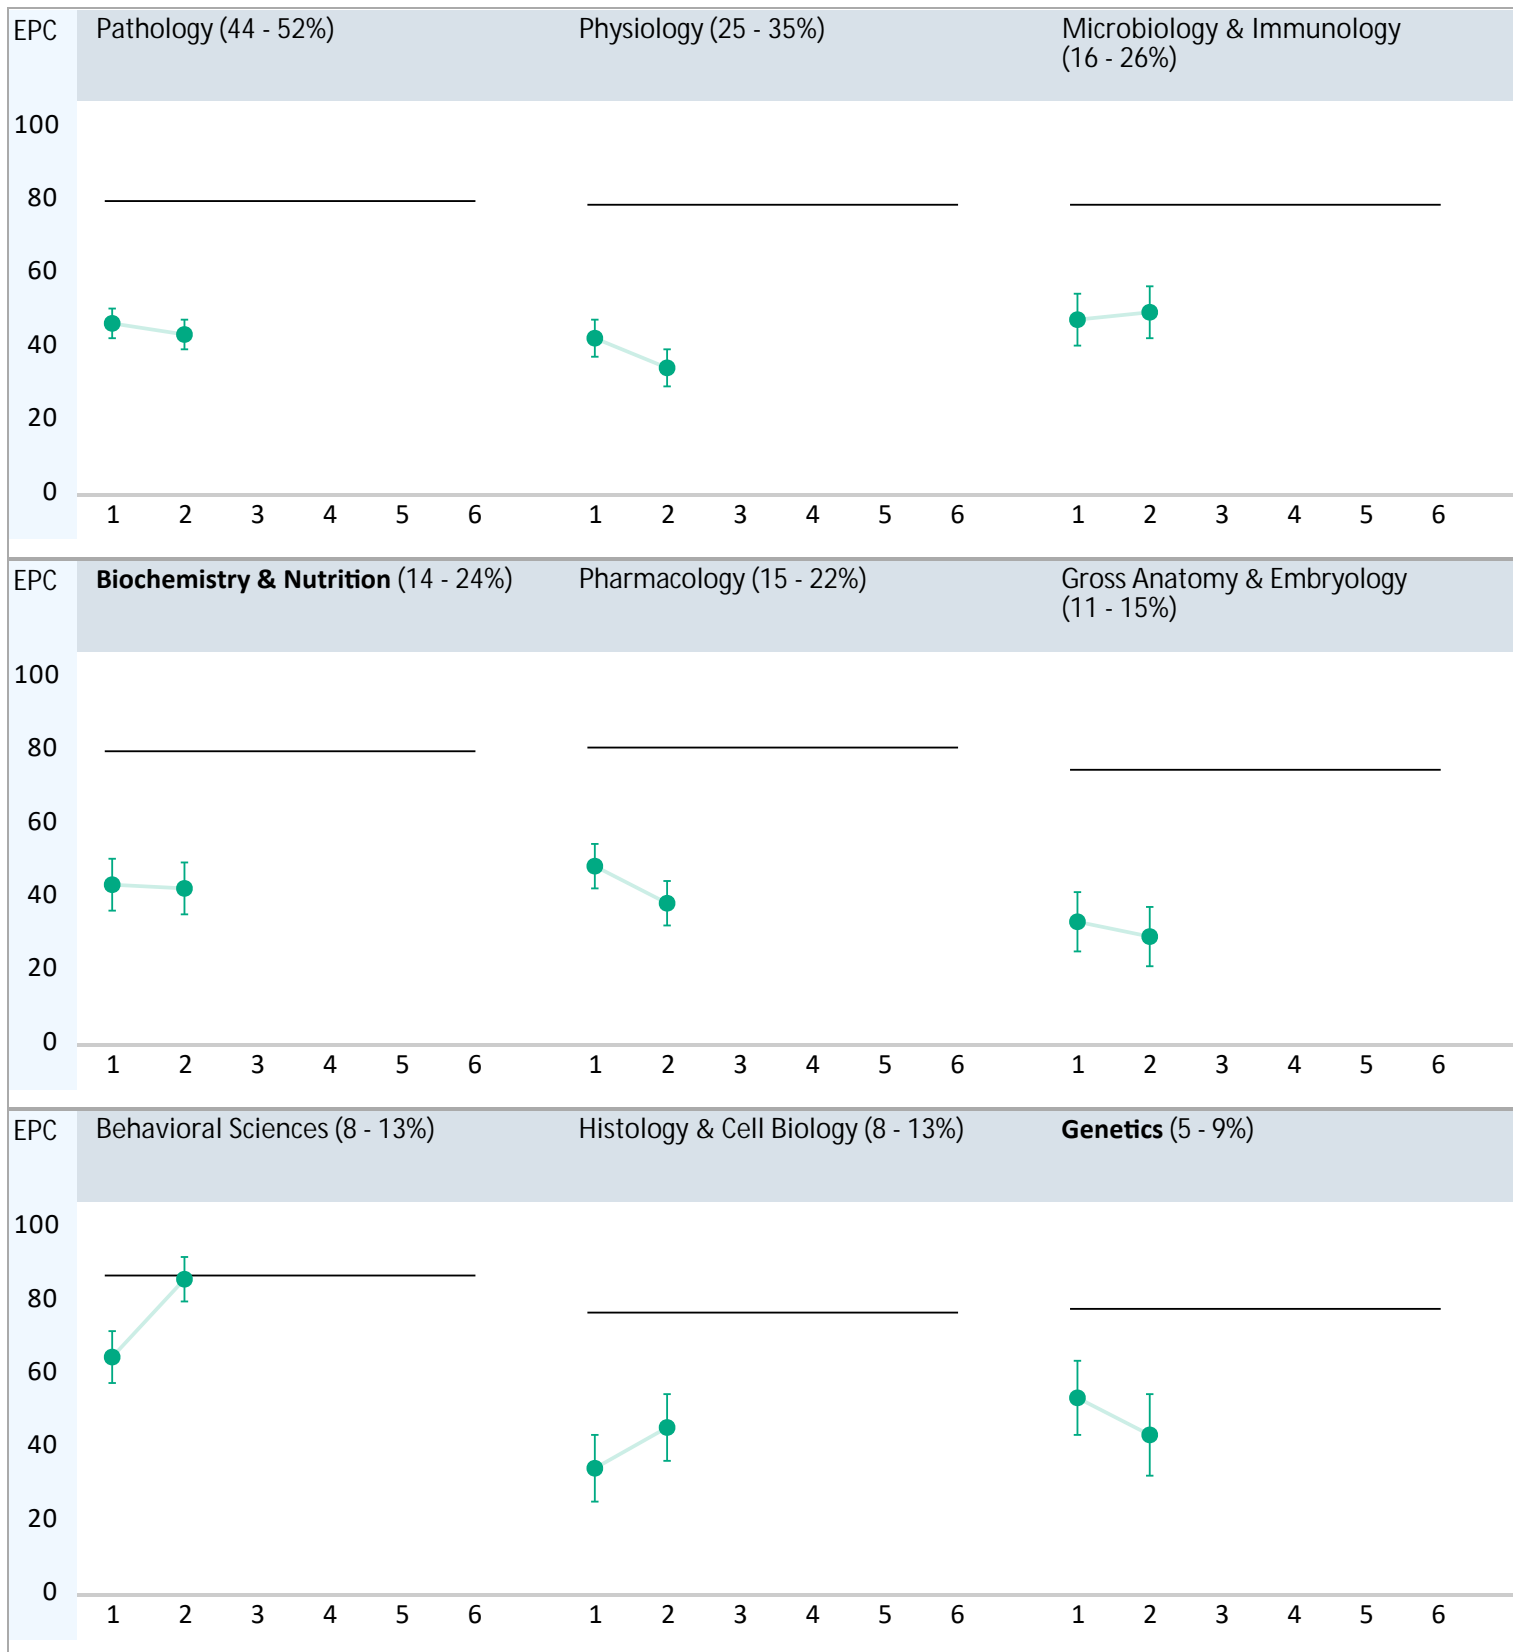 EPC Pathology (44 - 52%) Physiology (25 - 35%) Microbiology & Immunology
(16 - 26%)
100
80
60
40
20
0
1 2 3 4 5 6 1 2 3 4 5 6 1 2 3 4 5 6
EPC Biochemistry & Nutrition (14 - 24%) Pharmacology (15 - 22%) Gross Anatomy & Embryology
(11 - 15%)
100
80
60
40
20
0
1 2 3 4 5 6 1 2 3 4 5 6 1 2 3 4 5 6
EPC Behavioral Sciences (8 - 13%) Histology & Cell Biology (8 - 13%) Genetics (5 - 9%)
100
80
60
40
20
0
1 2 3 4 5 6 1 2 3 4 5 6 1 2 3 4 5 6